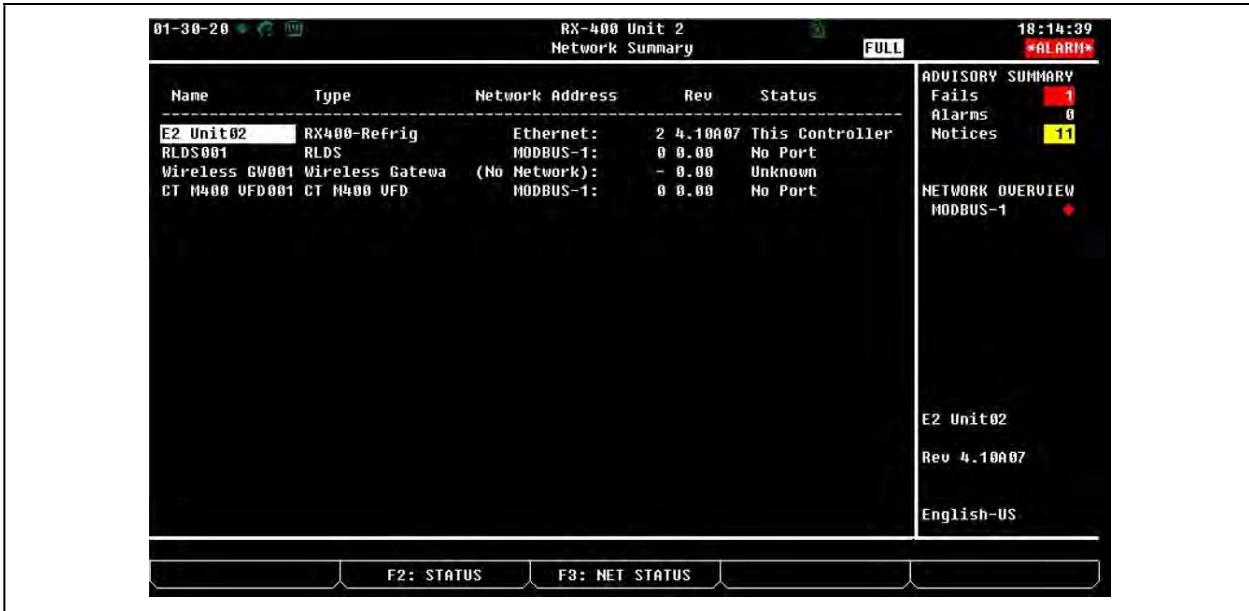 01-30-20 RX-400 Unit 2 18:14:39
Network Summary FULL *ALARM*
Name Type Network Address Rev Status
E2 Unit02 RX400-Refrig Ethernet: 2 4.10A07 This Controller
RLDS001 RLDS MODBUS-1: 0 0.00 No Port
Wireless GW001 Wireless Gatewa (No Network): - 0.00 Unknown
CT M400 VFD001 CT M400 VFD MODBUS-1: 0 0.00 No Port
ADVISORY SUMMARY
Fails 1
Alarms 0
Notices 11
NETWORK OVERVIEW
MODBUS-1
E2 Unit02
Rev 4.10A07
English-US
F2: STATUS F3: NET STATUS